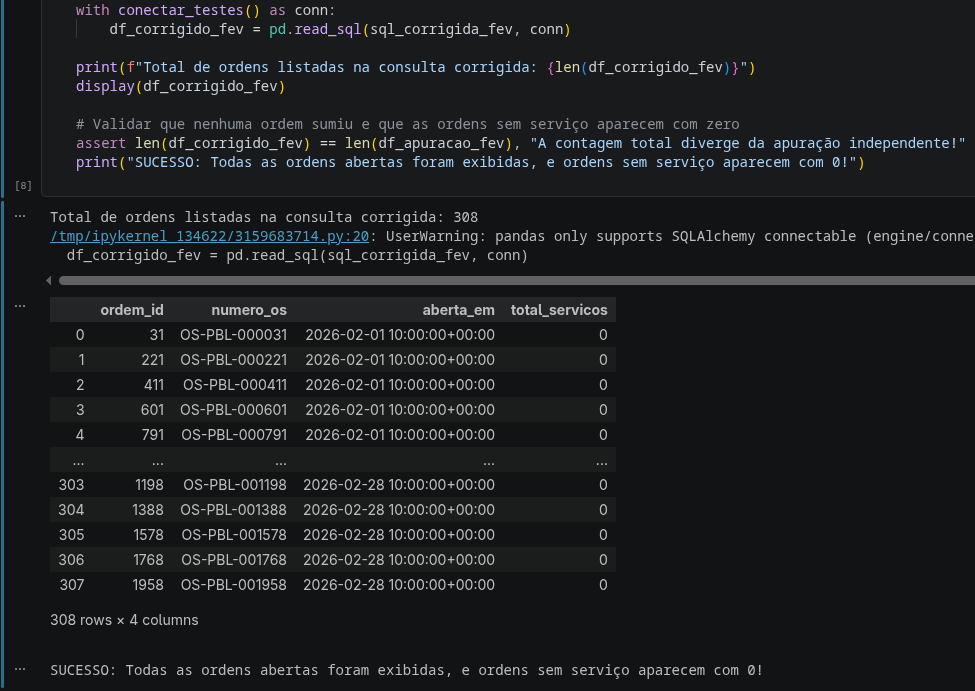 with conectar_testes() as conn:
    df_corrigido_fev = pd.read_sql(sql_corrigida_fev, conn)
print(f"Total de ordens listadas na consulta corrigida: {len(df_corrigido_fev)}")
display(df_corrigido_fev)
# Validar que nenhuma ordem sumiu e que as ordens sem serviço aparecem com zero
assert len(df_corrigido_fev) == len(df_apuracao_fev), "A contagem total diverge da apuração independente!"
print("SUCESSO: Todas as ordens abertas foram exibidas, e ordens sem serviço aparecem com 0!")
[8]
... Total de ordens listadas na consulta corrigida: 308
/tmp/ipykernel_134622/3159683714.py:20: UserWarning: pandas only supports SQLAlchemy connectable (engine/conne
  df_corrigido_fev = pd.read_sql(sql_corrigida_fev, conn)
...
ordem_id numero_os aberta_em total_servicos
0 31 OS-PBL-000031 2026-02-01 10:00:00+00:00 0
1 221 OS-PBL-000221 2026-02-01 10:00:00+00:00 0
2 411 OS-PBL-000411 2026-02-01 10:00:00+00:00 0
3 601 OS-PBL-000601 2026-02-01 10:00:00+00:00 0
4 791 OS-PBL-000791 2026-02-01 10:00:00+00:00 0
... ... ... ... ...
303 1198 OS-PBL-001198 2026-02-28 10:00:00+00:00 0
304 1388 OS-PBL-001388 2026-02-28 10:00:00+00:00 0
305 1578 OS-PBL-001578 2026-02-28 10:00:00+00:00 0
306 1768 OS-PBL-001768 2026-02-28 10:00:00+00:00 0
307 1958 OS-PBL-001958 2026-02-28 10:00:00+00:00 0
308 rows × 4 columns
... SUCESSO: Todas as ordens abertas foram exibidas, e ordens sem serviço aparecem com 0!